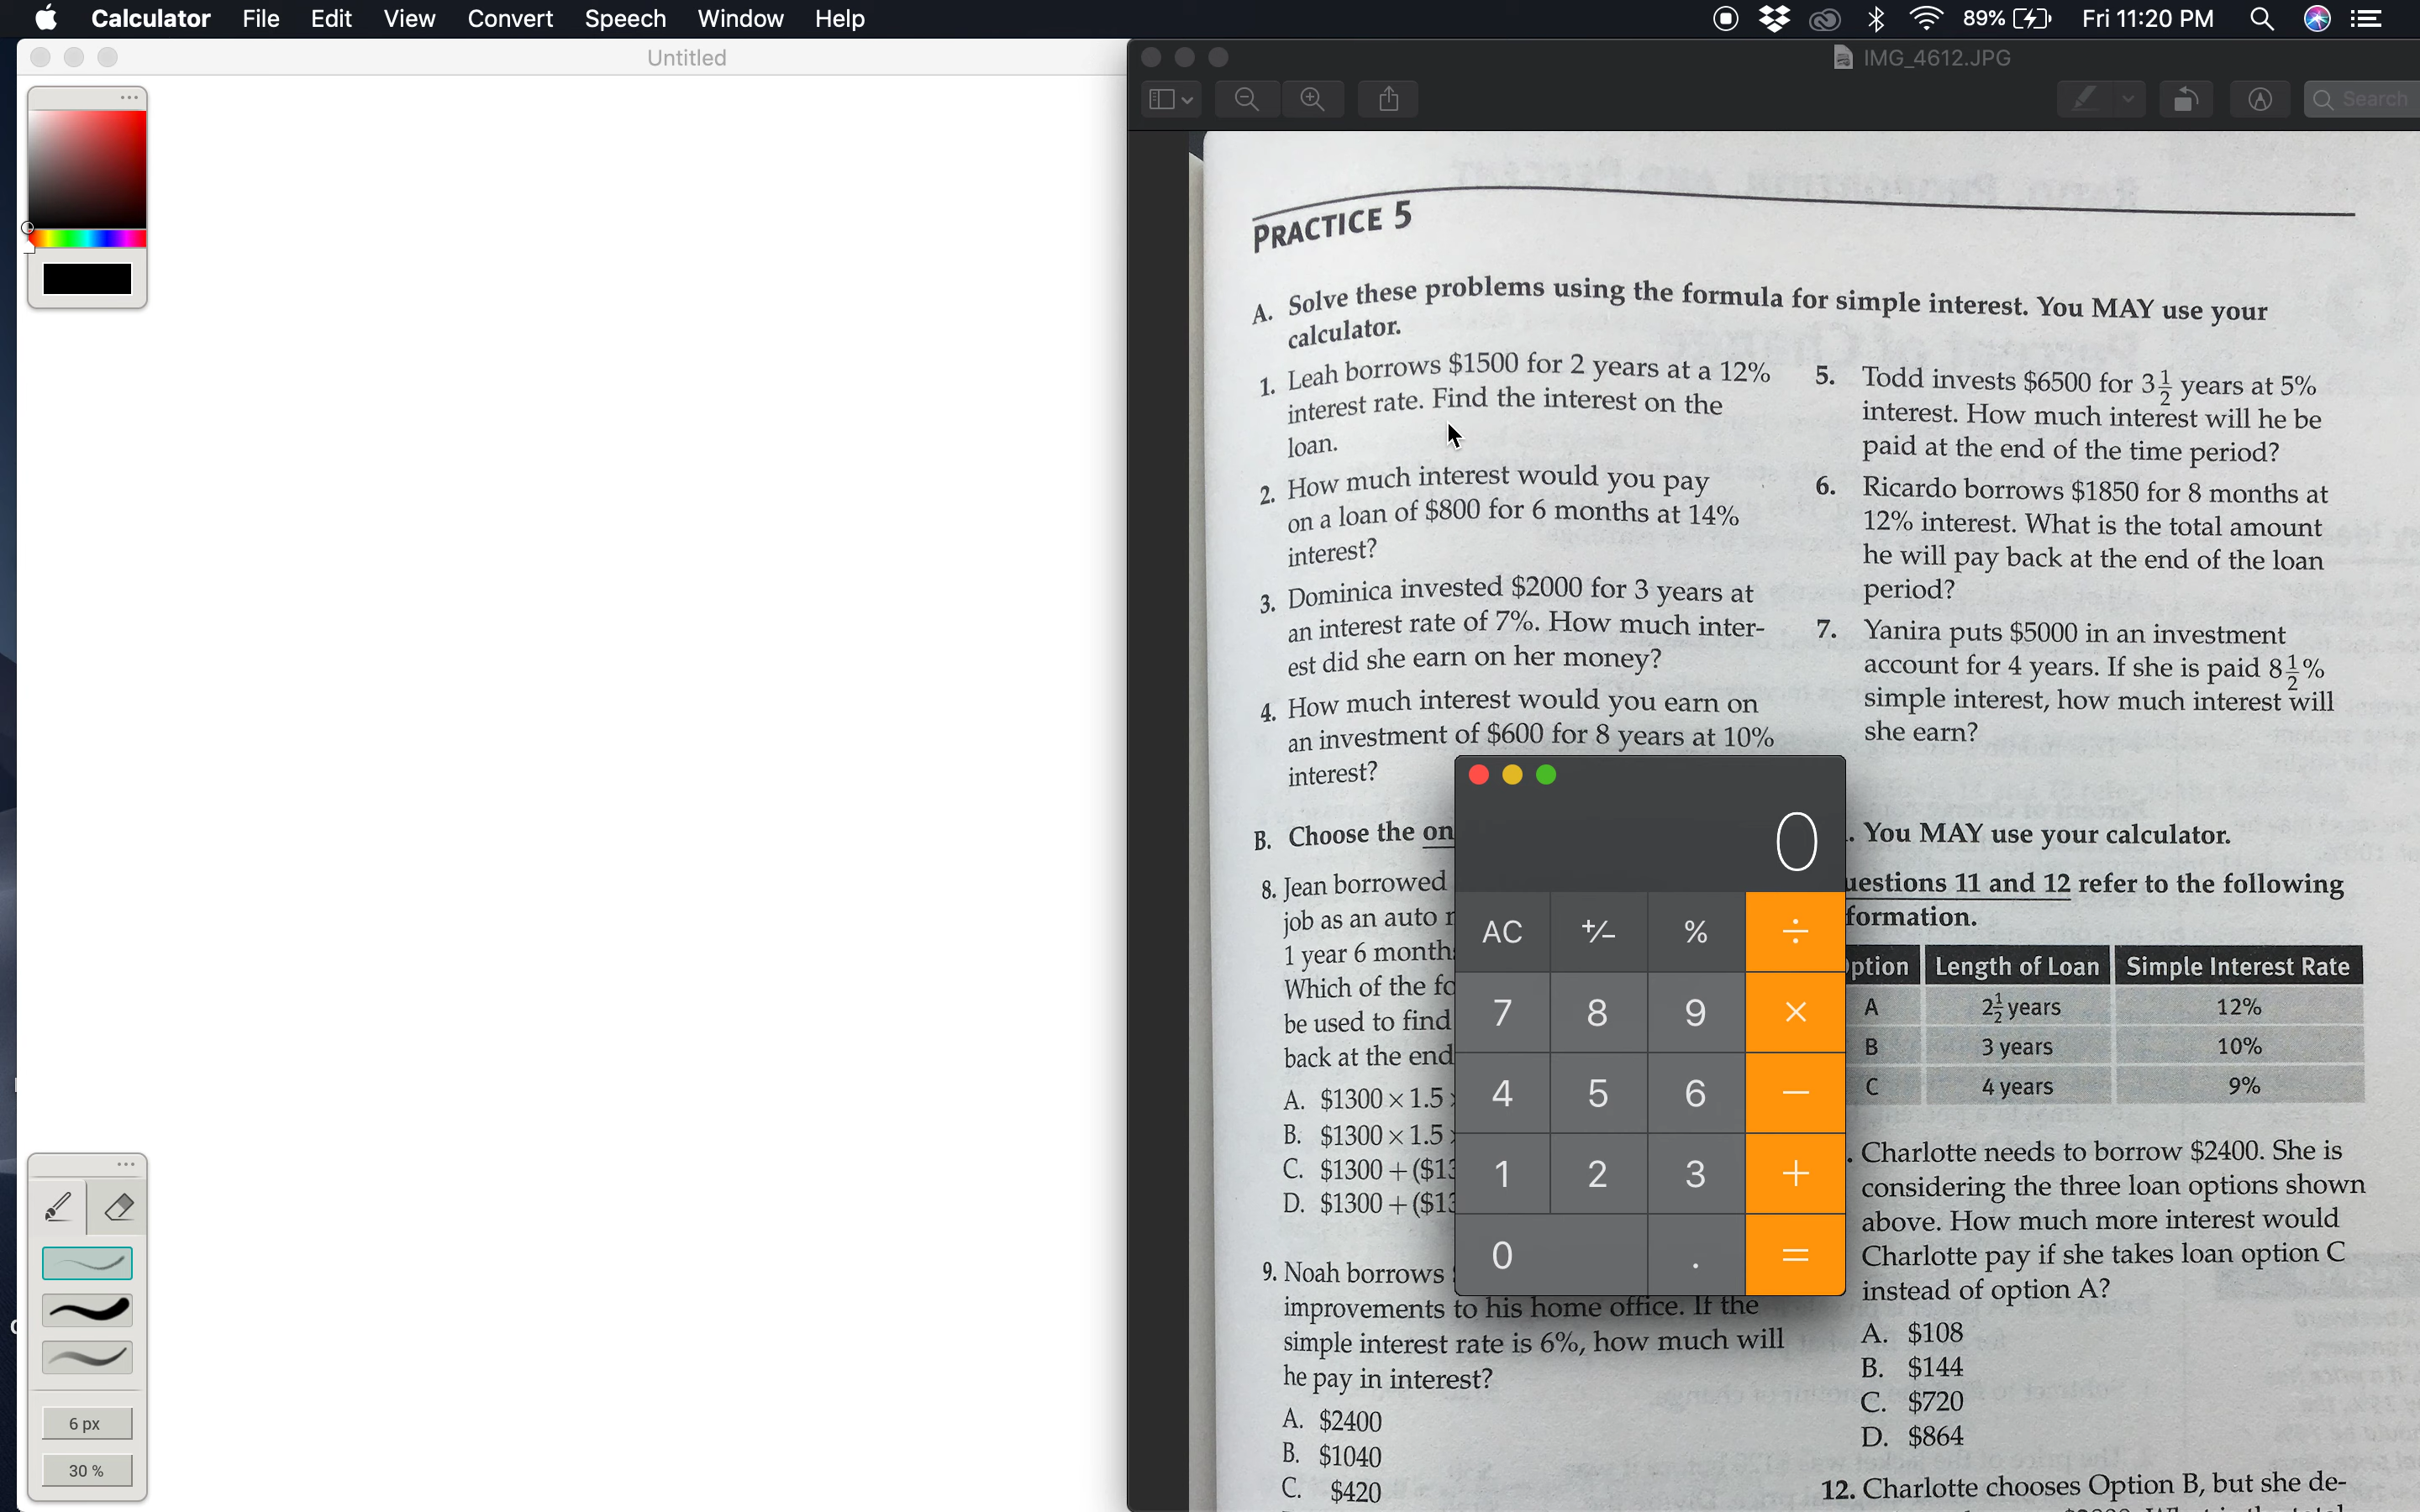 Calculator File Edit View Convert Speech Window Help
89% Fri 11:20 PM
Untitled
6 px
30 %
IMG_4612.JPG
Search
PRACTICE 5
A. Solve these problems using the formula for simple interest. You MAY use your
calculator.
1. Leah borrows $1500 for 2 years at a 12%
interest rate. Find the interest on the
loan.
2. How much interest would you pay
on a loan of $800 for 6 months at 14%
interest?
3. Dominica invested $2000 for 3 years at
an interest rate of 7%. How much inter-
est did she earn on her money?
4. How much interest would you earn on
an investment of $600 for 8 years at 10%
interest?
5. Todd invests $6500 for 3 1/2 years at 5%
interest. How much interest will he be
paid at the end of the time period?
6. Ricardo borrows $1850 for 8 months at
12% interest. What is the total amount
he will pay back at the end of the loan
period?
7. Yanira puts $5000 in an investment
account for 4 years. If she is paid 8 1/2%
simple interest, how much interest will
she earn?
B. Choose the on
. You MAY use your calculator.
8. Jean borrowed
job as an auto
1 year 6 month
Which of the fo
be used to find
back at the end
A. $1300 × 1.5
B. $1300 × 1.5
C. $1300 + ($13
D. $1300 + ($13
9. Noah borrows
improvements to his home office. If the
simple interest rate is 6%, how much will
he pay in interest?
A. $2400
B. $1040
C. $420
uestions 11 and 12 refer to the following
formation.
ption Length of Loan Simple Interest Rate
A 2 1/2 years 12%
B 3 years 10%
C 4 years 9%
. Charlotte needs to borrow $2400. She is
considering the three loan options shown
above. How much more interest would
Charlotte pay if she takes loan option C
instead of option A?
A. $108
B. $144
C. $720
D. $864
12. Charlotte chooses Option B, but she de-
0
AC +/− % ÷
7 8 9 ×
4 5 6 −
1 2 3 +
0 . =